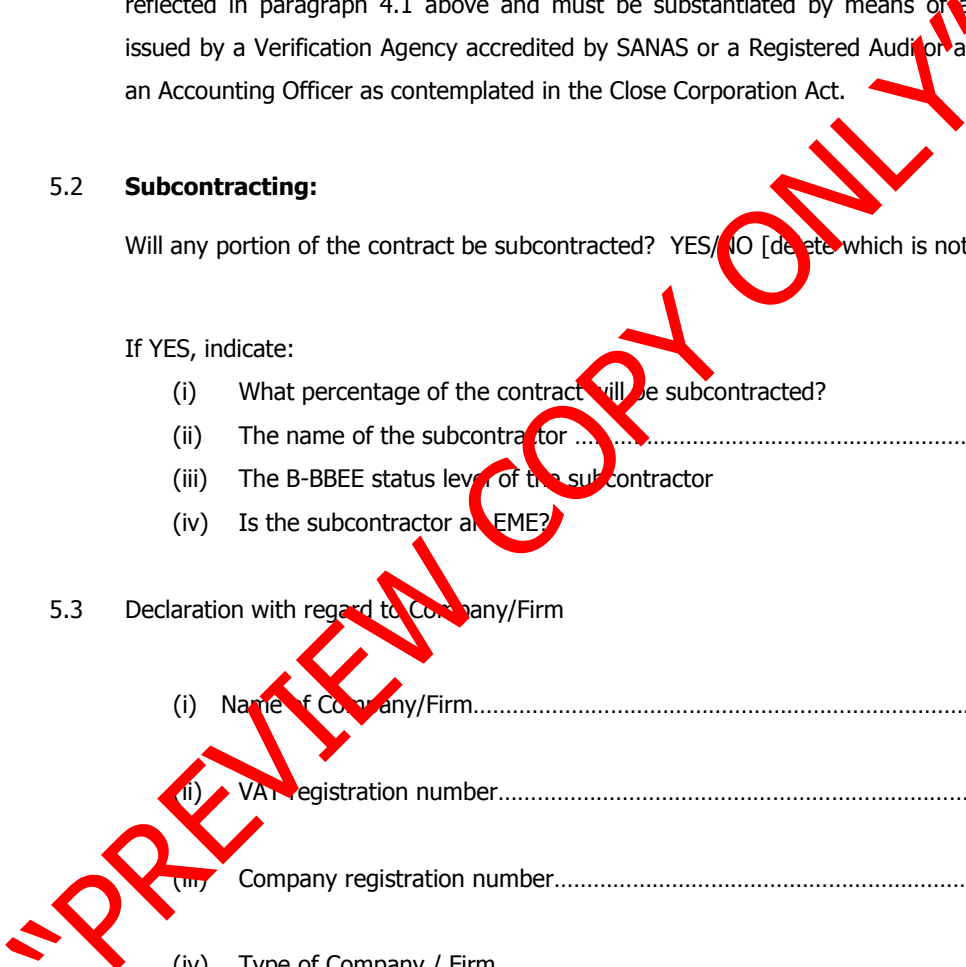 reflected in paragraph 4.1 above and must be substantiated by means of a
issued by a Verification Agency accredited by SANAS or a Registered Auditor a
an Accounting Officer as contemplated in the Close Corporation Act.
5.2 Subcontracting:
Will any portion of the contract be subcontracted? YES/NO [delete which is not
If YES, indicate:
(i) What percentage of the contract will be subcontracted?
(ii) The name of the subcontractor ……………………………………………………
(iii) The B-BBEE status level of the subcontractor
(iv) Is the subcontractor an EME?
5.3 Declaration with regard to Company/Firm
(i) Name of Company/Firm……………………………………………………………
(ii) VAT registration number…………………………………………………………
(iii) Company registration number……………………………………………………
(iv) Type of Company / Firm
"PREVIEW COPY ONLY"